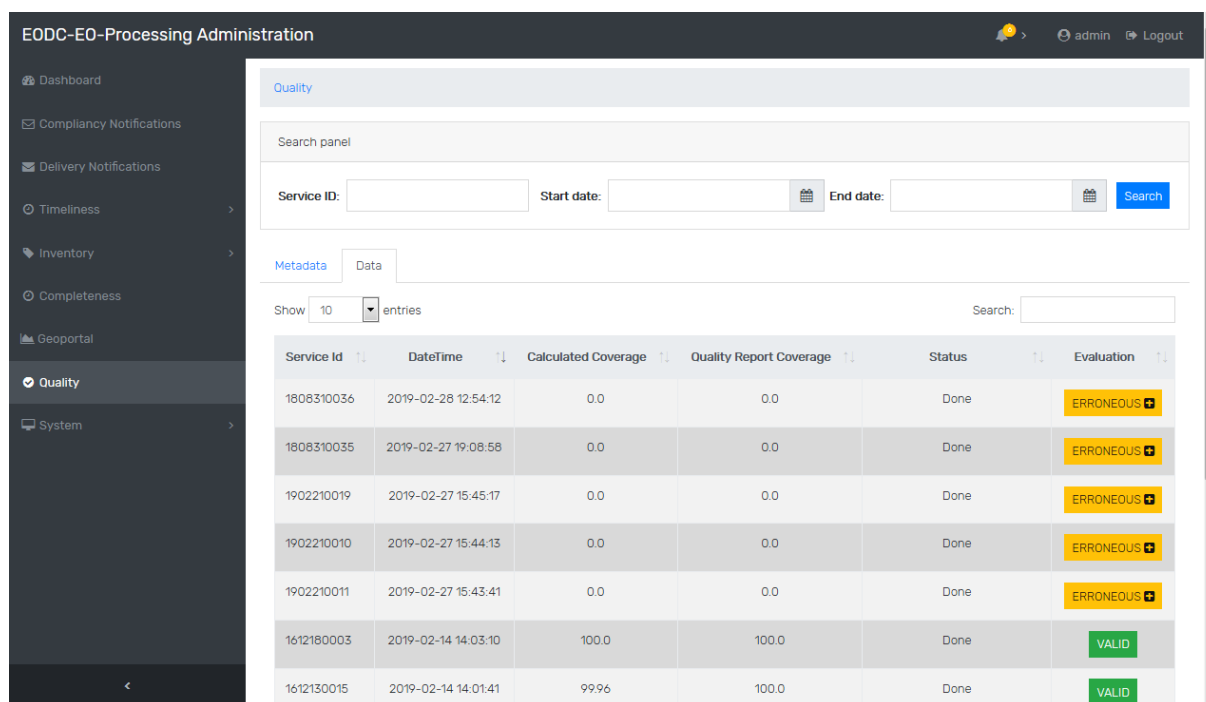 EODC-EO-Processing Administration
admin Logout
Dashboard
Compliancy Notifications
Delivery Notifications
Timeliness
Inventory
Completeness
Geoportal
Quality
System
Quality
Search panel
Service ID: Start date: End date: Search
Metadata Data
Show 10 entries Search:
Service Id DateTime Calculated Coverage Quality Report Coverage Status Evaluation
1808310036 2019-02-28 12:54:12 0.0 0.0 Done ERRONEOUS
1808310035 2019-02-27 19:08:58 0.0 0.0 Done ERRONEOUS
1902210019 2019-02-27 15:45:17 0.0 0.0 Done ERRONEOUS
1902210010 2019-02-27 15:44:13 0.0 0.0 Done ERRONEOUS
1902210011 2019-02-27 15:43:41 0.0 0.0 Done ERRONEOUS
1612180003 2019-02-14 14:03:10 100.0 100.0 Done VALID
1612130015 2019-02-14 14:01:41 99.96 100.0 Done VALID